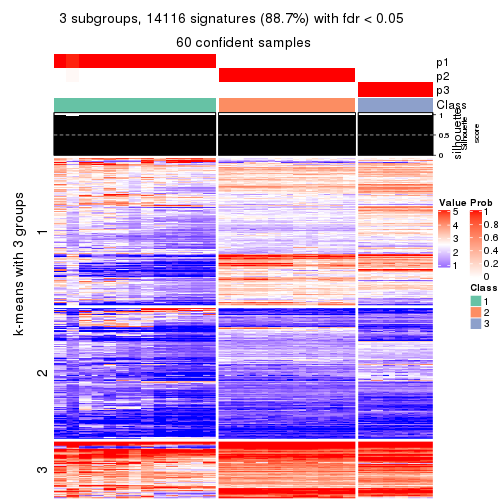 3 subgroups, 14116 signatures (88.7%) with fdr < 0.05
60 confident samples
p1
p2
p3
Class
1
0.5
0
silhouette
Silhouette
score
k-means with 3 groups
1
2
3
Value
5
4
3
2
1
Prob
1
0.8
0.6
0.4
0.2
0
Class
1
2
3